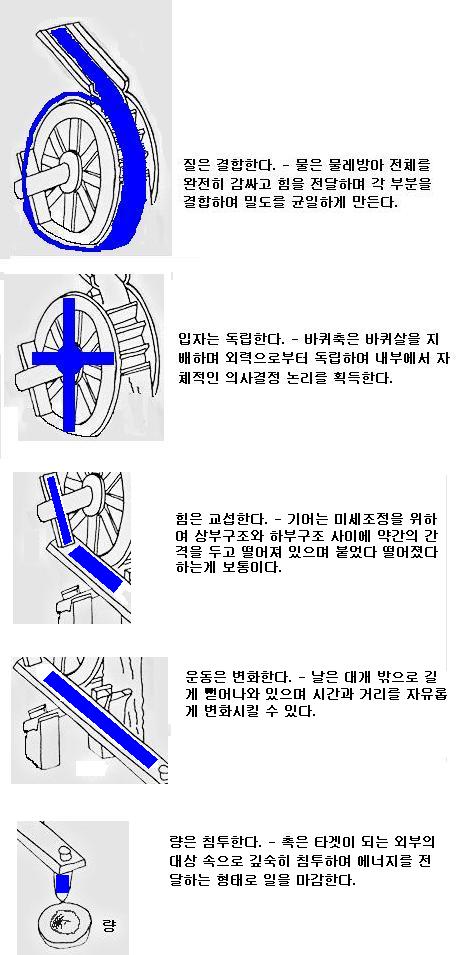 질은 결합한다. - 물은 물레방아 전체를
완전히 감싸고 힘을 전달하며 각 부분을
결합하여 밀도를 균일하게 만든다.
입자는 독립한다. - 바퀴축은 바퀴살을 지
배하며 외력으로부터 독립하여 내부에서 자
체적인 의사결정 논리를 획득한다.
힘은 교섭한다. - 기어는 미세조정을 위하
여 상부구조와 하부구조 사이에 약간의 간
격을 두고 떨어져 있으며 붙었다 떨어졌다
하는게 보통이다.
운동은 변화한다. - 날은 대개 밖으로 길
게 뻗어나와 있으며 시간과 거리를 자유롭
게 변화시킬 수 있다.
량은 침투한다. - 촉은 타겟이 되는 외부의
대상 속으로 깊숙히 침투하여 에너지를 전
달하는 형태로 일을 마감한다.
량